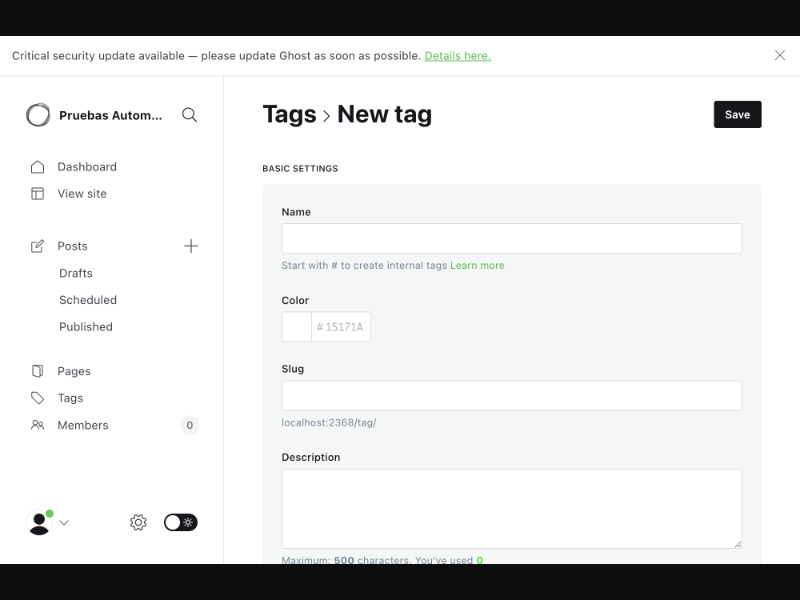 Critical security update available — please update Ghost as soon as possible. Details here.
Pruebas Autom...
Tags > New tag
Save
Dashboard
View site
BASIC SETTINGS
Name
Start with # to create internal tags Learn more
Posts
Drafts
Scheduled
Published
Color
# 15171A
Slug
localhost:2368/tag/
Pages
Tags
Members
0
Description
Maximum: 500 characters. You've used 0